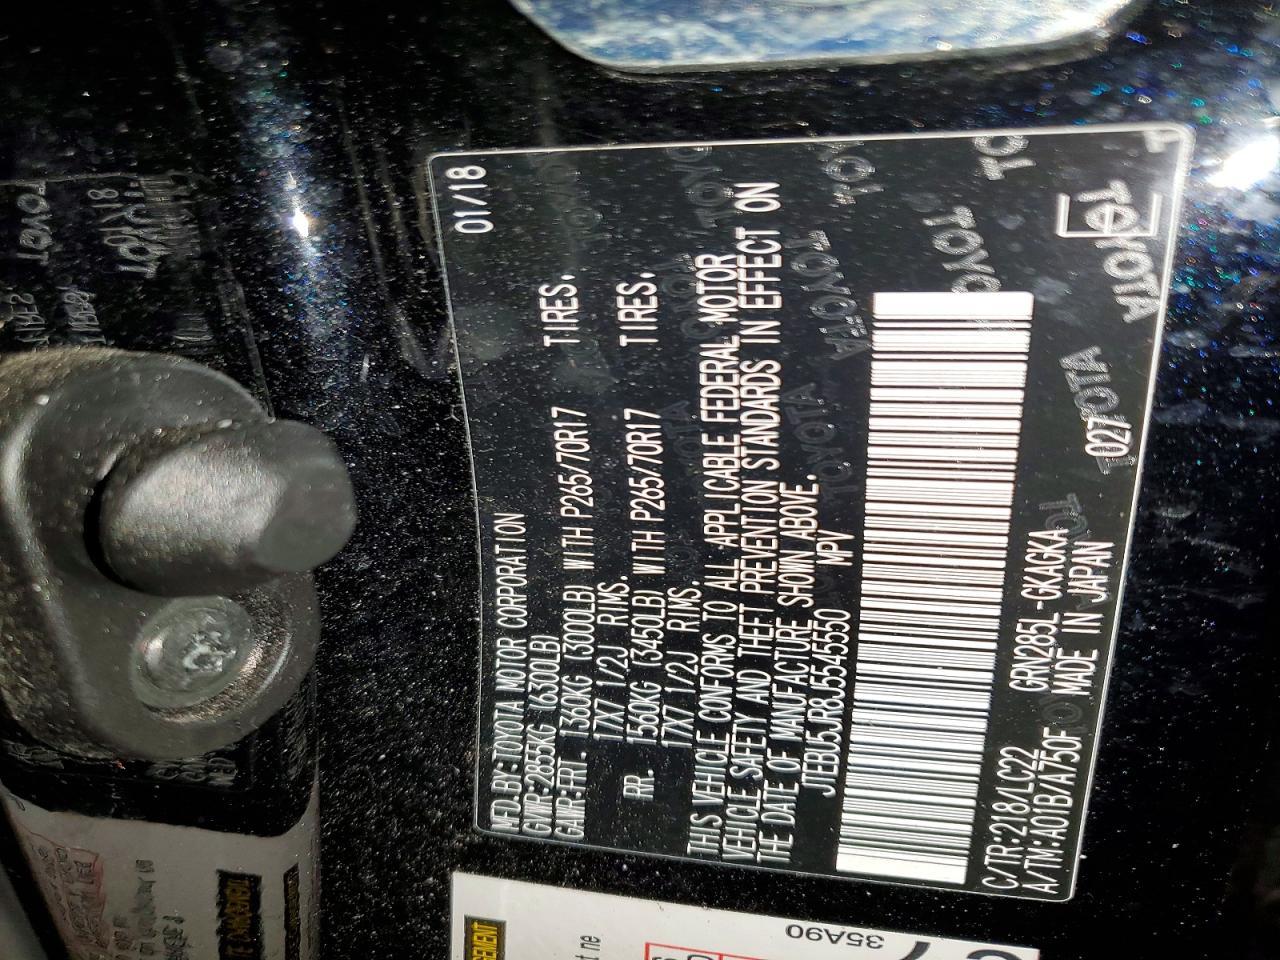 MFD.BY:TOYOTA MOTOR CORPORATION 01/18
GVWR:2855KG (6300LB)
GAWR:FRT. 1360KG (3000LB) WITH P265/70R17 TIRES.
17X7 1/2J RIMS.
RR. 1560KG (3450LB) WITH P265/70R17 TIRES.
17X7 1/2J RIMS.
THIS VEHICLE CONFORMS TO ALL APPLICABLE FEDERAL MOTOR
VEHICLE SAFETY AND THEFT PREVENTION STANDARDS IN EFFECT ON
THE DATE OF MANUFACTURE SHOWN ABOVE.
JTEBU5JR8J5545550 MPV
C/TR:218/LC22 GRN285L-GKAGKA 027
A/TM:A01B/A750F MADE IN JAPAN
TOYOTA
35A90